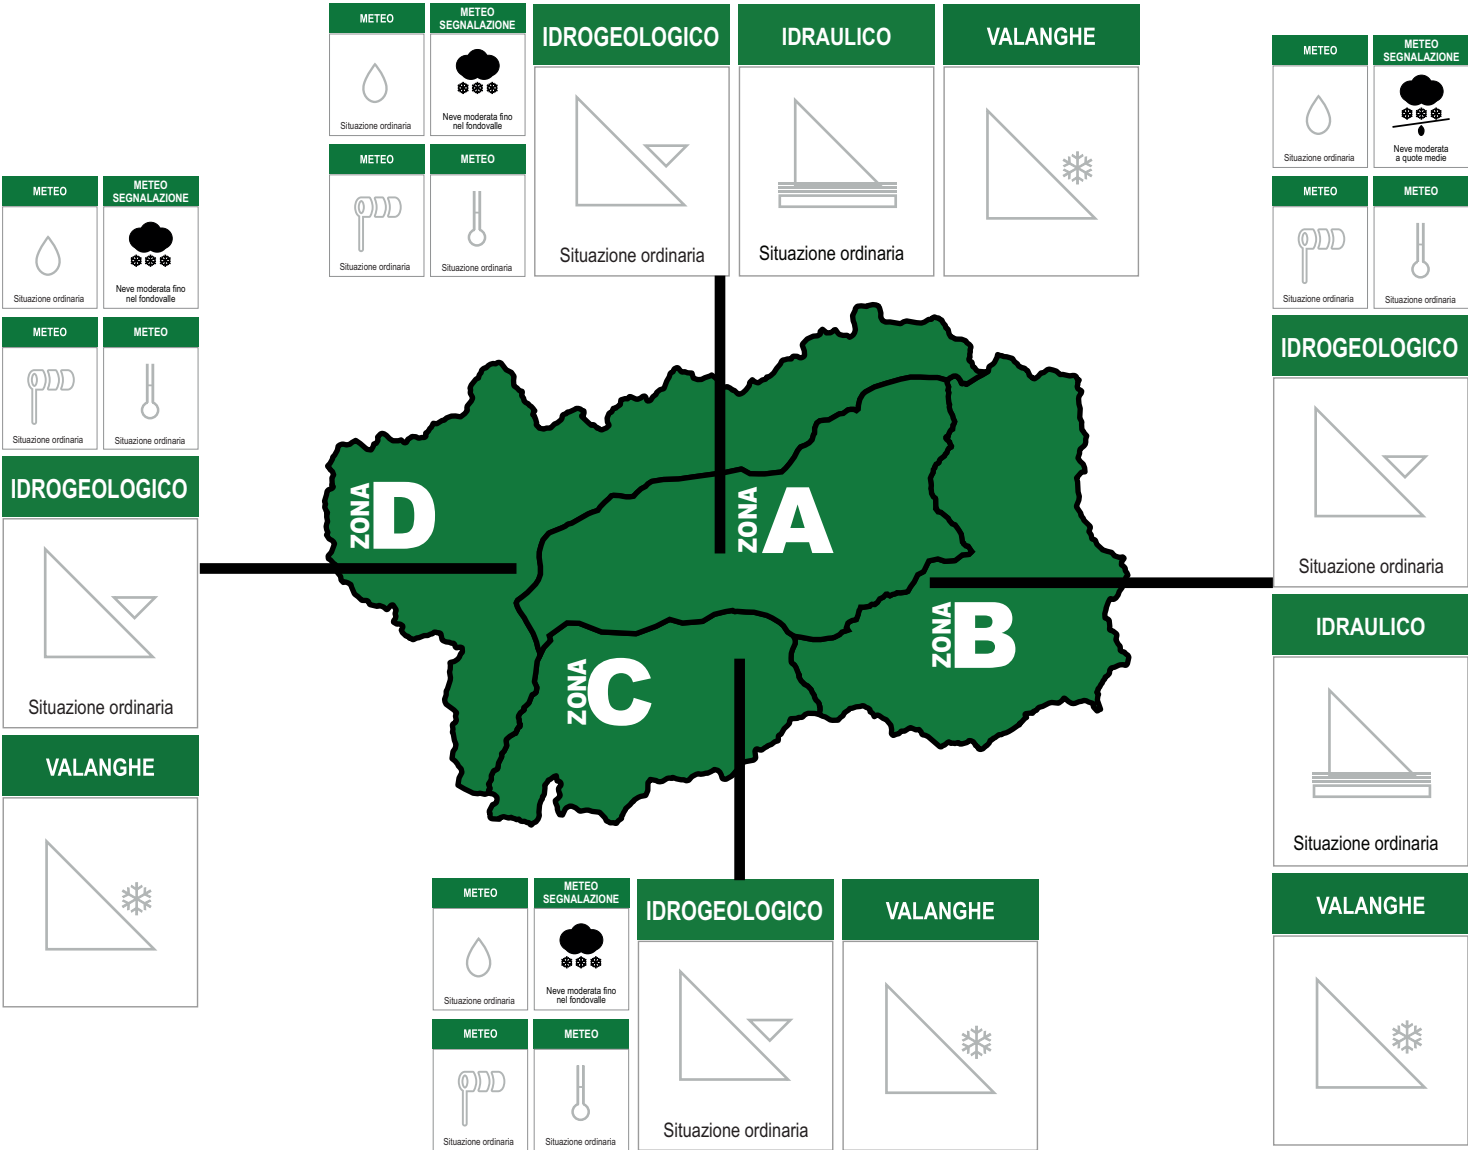 METEO
METEO
SEGNALAZIONE
Situazione ordinaria
Neve moderata fino
nel fondovalle
METEO
METEO
Situazione ordinaria
Situazione ordinaria
IDROGEOLOGICO
Situazione ordinaria
IDRAULICO
Situazione ordinaria
VALANGHE
METEO
METEO
SEGNALAZIONE
Situazione ordinaria
Neve moderata
a quote medie
METEO
METEO
Situazione ordinaria
Situazione ordinaria
IDROGEOLOGICO
Situazione ordinaria
IDRAULICO
Situazione ordinaria
VALANGHE
METEO
METEO
SEGNALAZIONE
Situazione ordinaria
Neve moderata fino
nel fondovalle
METEO
METEO
Situazione ordinaria
Situazione ordinaria
IDROGEOLOGICO
Situazione ordinaria
VALANGHE
ZONA D
ZONA A
ZONA B
ZONA C
METEO
METEO
SEGNALAZIONE
Situazione ordinaria
Neve moderata fino
nel fondovalle
METEO
METEO
Situazione ordinaria
Situazione ordinaria
IDROGEOLOGICO
Situazione ordinaria
VALANGHE